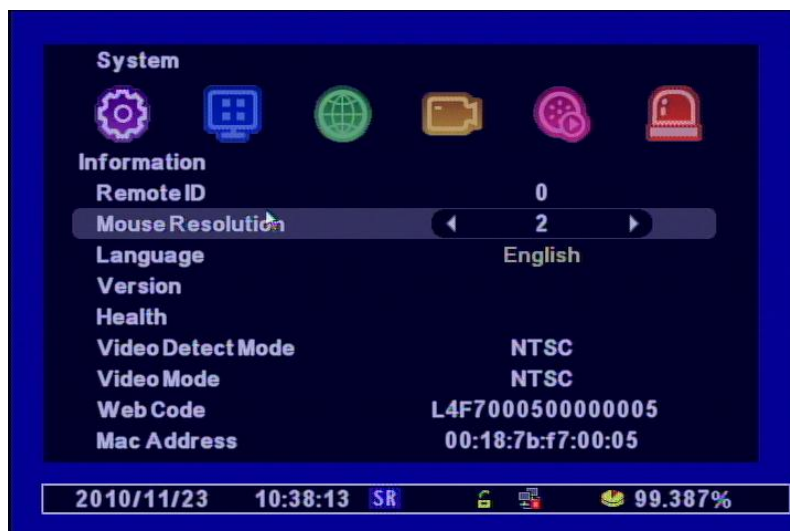 System
Information
Remote ID 0
Mouse Resolution 2
Language English
Version
Health
Video Detect Mode NTSC
Video Mode NTSC
Web Code L4F7000500000005
Mac Address 00:18:7b:f7:00:05
2010/11/23 10:38:13 SR 99.387%